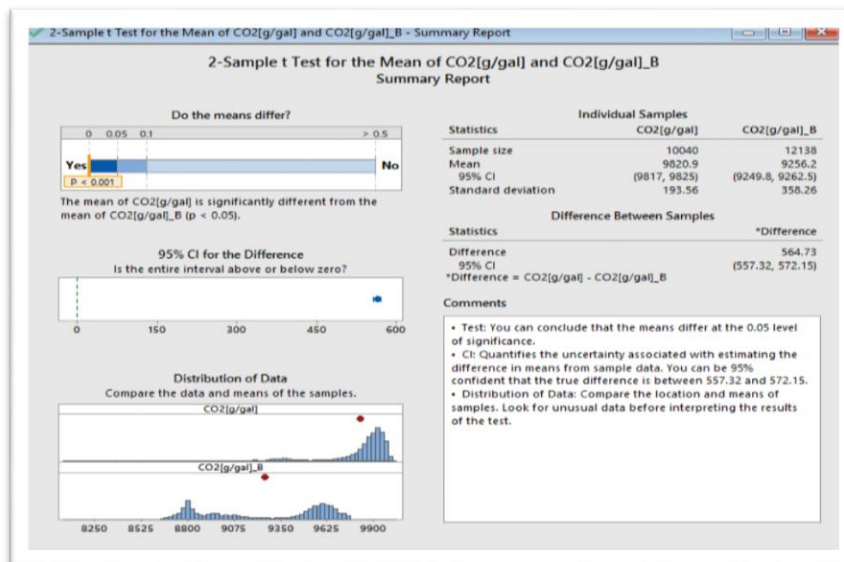 2-Sample t Test for the Mean of CO2[g/gal] and CO2[g/gal]_B - Summary Report
2-Sample t Test for the Mean of CO2[g/gal] and CO2[g/gal]_B
Summary Report
Do the means differ?
0 0.05 0.1 > 0.5
Yes No
P < 0.001
The mean of CO2[g/gal] is significantly different from the
mean of CO2[g/gal]_B (p < 0.05).
95% CI for the Difference
Is the entire interval above or below zero?
0 150 300 450 600
Distribution of Data
Compare the data and means of the samples.
CO2[g/gal]
CO2[g/gal]_B
8250 8525 8800 9075 9350 9625 9900
Individual Samples
Statistics CO2[g/gal] CO2[g/gal]_B
Sample size 10040 12138
Mean 9820.9 9256.2
95% CI (9817, 9825) (9249.8, 9262.5)
Standard deviation 193.56 358.26
Difference Between Samples
Statistics *Difference
Difference 564.73
95% CI (557.32, 572.15)
*Difference = CO2[g/gal] - CO2[g/gal]_B
Comments
• Test: You can conclude that the means differ at the 0.05 level
of significance.
• CI: Quantifies the uncertainty associated with estimating the
difference in means from sample data. You can be 95%
confident that the true difference is between 557.32 and 572.15.
• Distribution of Data: Compare the location and means of
samples. Look for unusual data before interpreting the results
of the test.